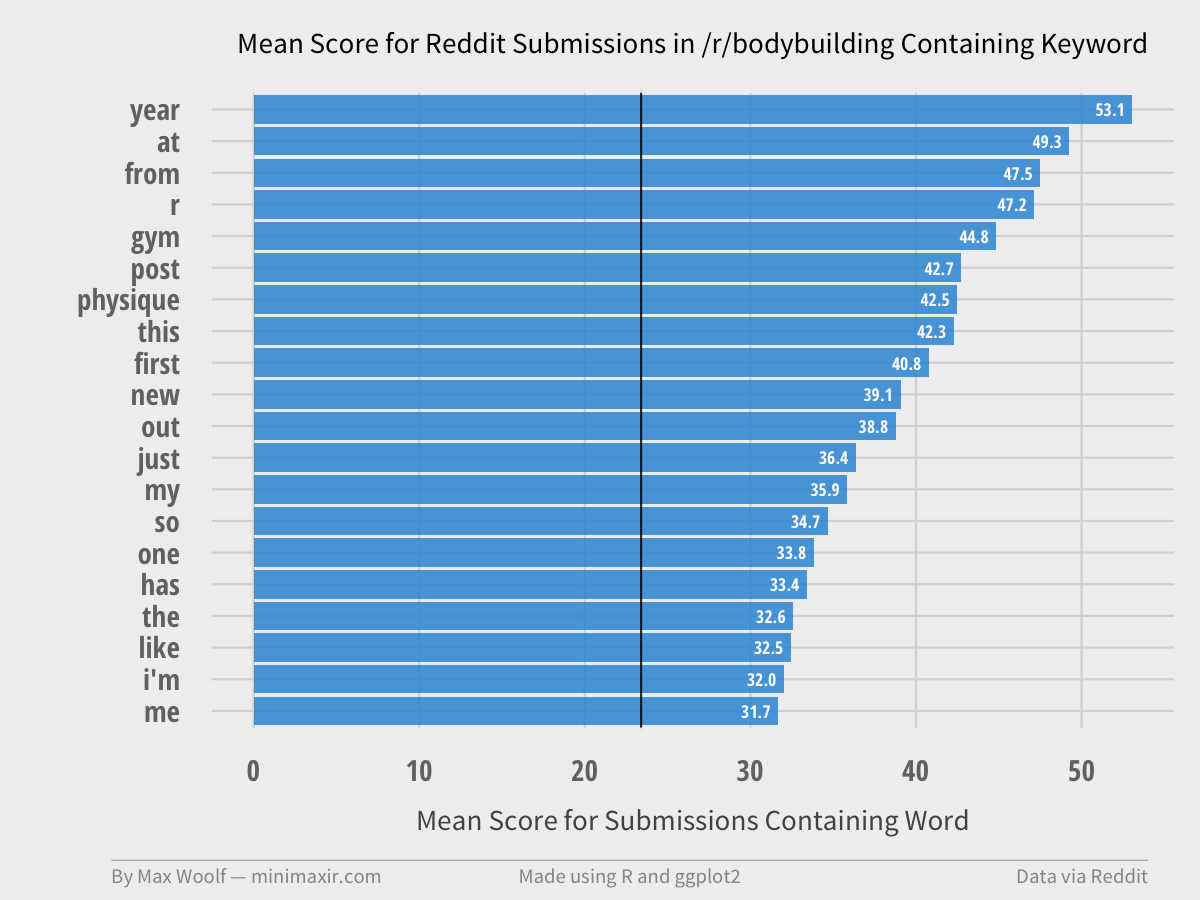 Mean Score for Reddit Submissions in /r/bodybuilding Containing Keyword
year 53.1
at 49.3
from 47.5
r 47.2
gym 44.8
post 42.7
physique 42.5
this 42.3
first 40.8
new 39.1
out 38.8
just 36.4
my 35.9
so 34.7
one 33.8
has 33.4
the 32.6
like 32.5
i'm 32.0
me 31.7
0 10 20 30 40 50
Mean Score for Submissions Containing Word
By Max Woolf — minimaxir.com Made using R and ggplot2 Data via Reddit